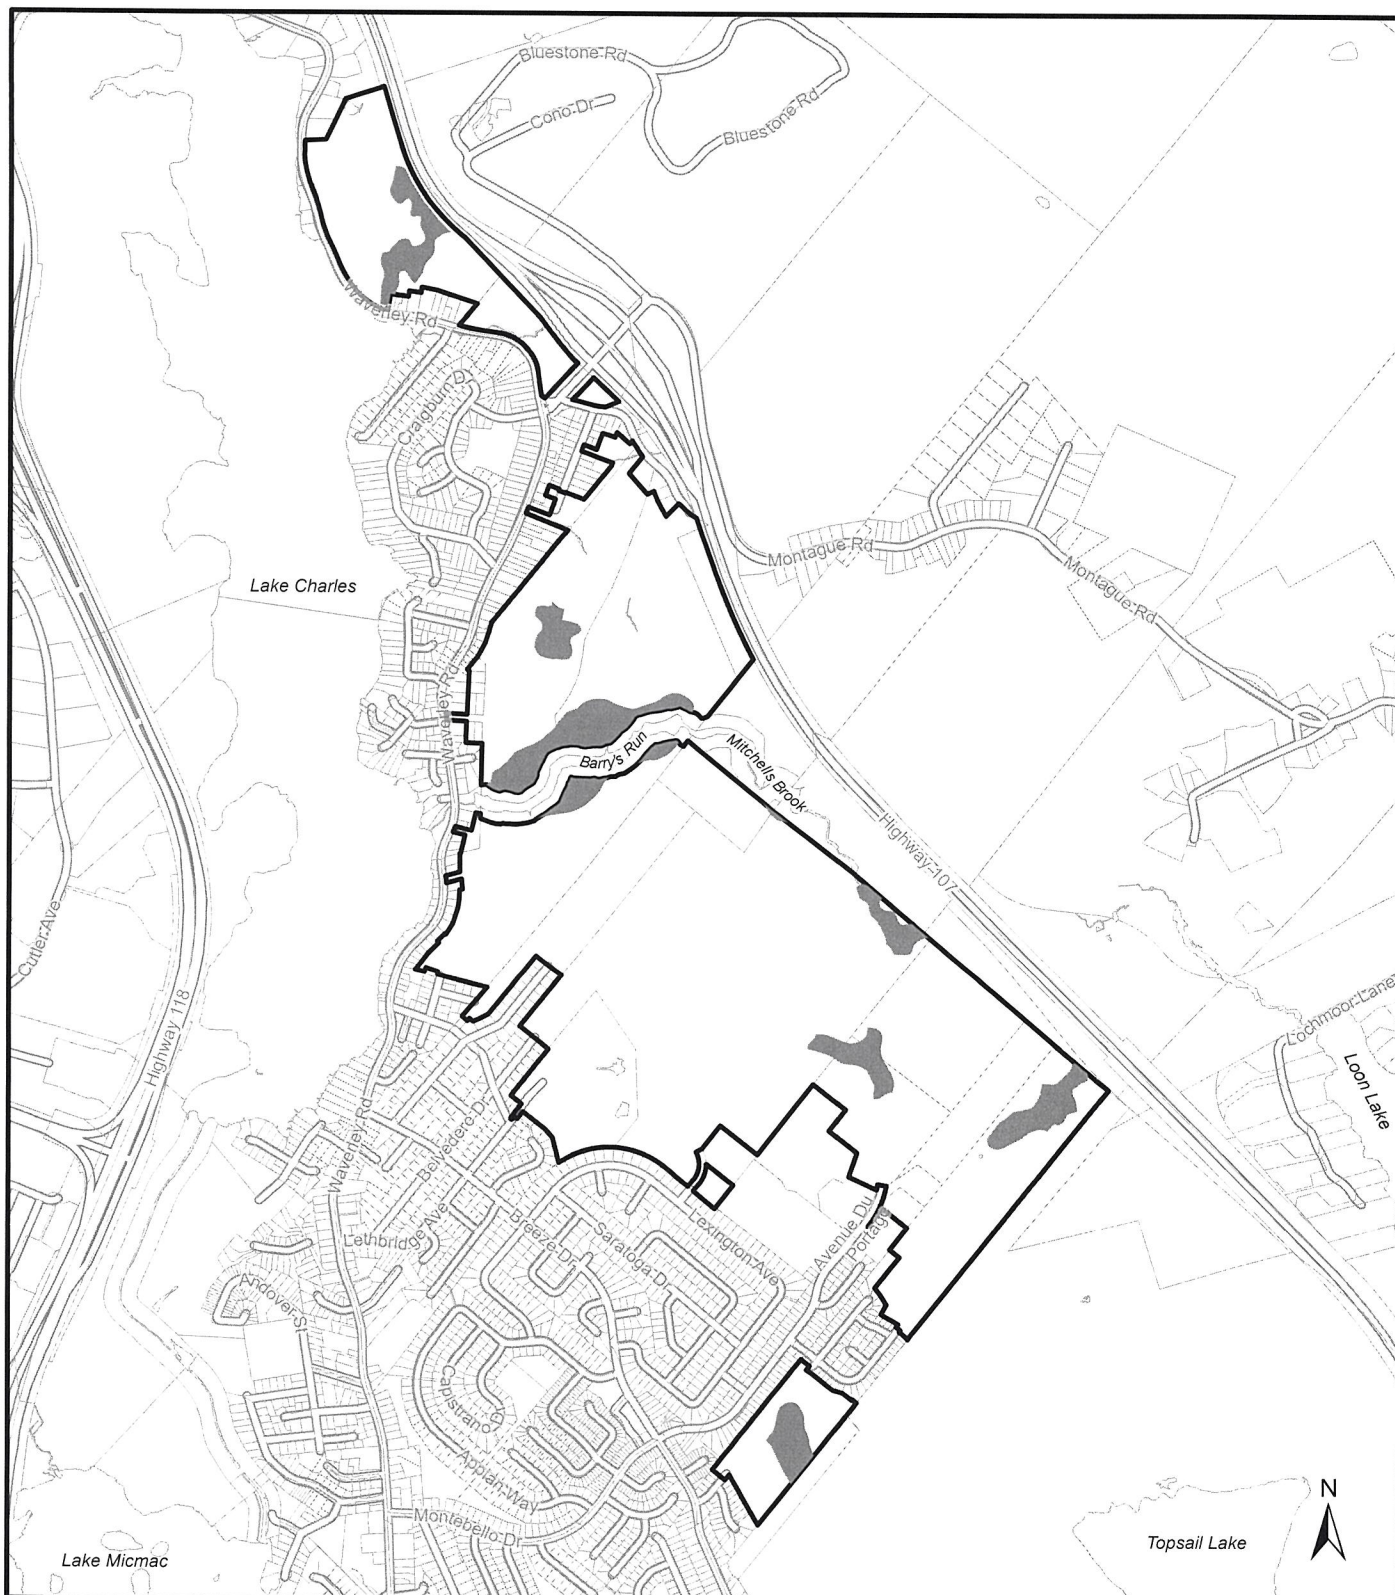 Bluestone Rd
Cono Dr
Bluestone Rd
Waverley Rd
Craigburn Dr
Montague Rd
Montague Rd
Lake Charles
Waverley Rd
Barry's Run
Mitchells Brook
Highway 107
Cutler Ave
Highway 118
Lochmoor Lane
Loon Lake
Waverley Rd
Belvedere Dr
Lethbridge Ave
Breeze Dr
Saratoga Dr
Lexington Ave
Avenue Du
Portage
Andover St
Capistrano Dr
Appian Way
Montebello Dr
Lake Micmac
Topsail Lake
N